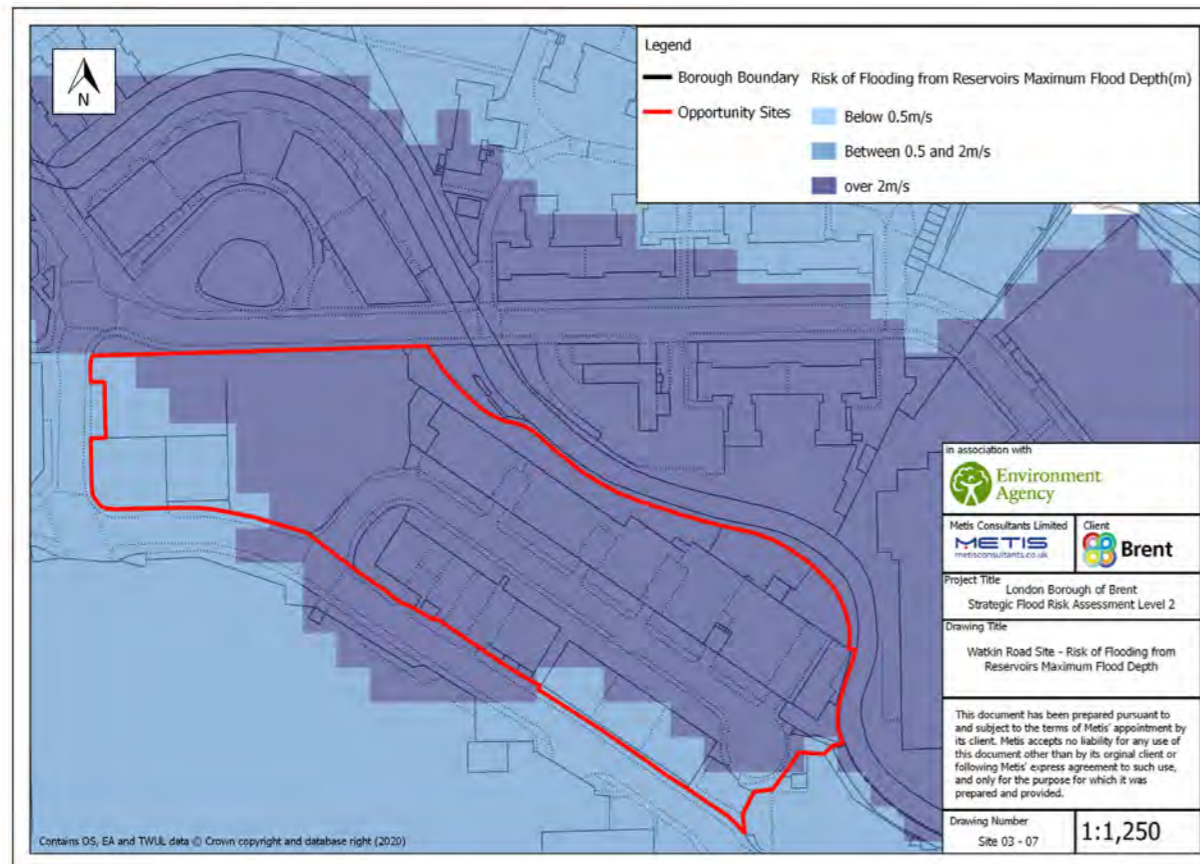 N
Legend
Borough Boundary
Opportunity Sites
Risk of Flooding from Reservoirs Maximum Flood Depth(m)
Below 0.5m/s
Between 0.5 and 2m/s
over 2m/s
in association with
Environment
Agency
Metis Consultants Limited
METIS
metisconsultants.co.uk
Client
Brent
Project Title
London Borough of Brent
Strategic Flood Risk Assessment Level 2
Drawing Title
Watkin Road Site - Risk of Flooding from
Reservoirs Maximum Flood Depth
This document has been prepared pursuant to
and subject to the terms of Metis' appointment by
its client. Metis accepts no liability for any use of
this document other than by its orginal client or
following Metis' express agreement to such use,
and only for the purpose for which it was
prepared and provided.
Drawing Number
Site 03 - 07
1:1,250
Contains OS, EA and TWUL data © Crown copyright and database right (2020)